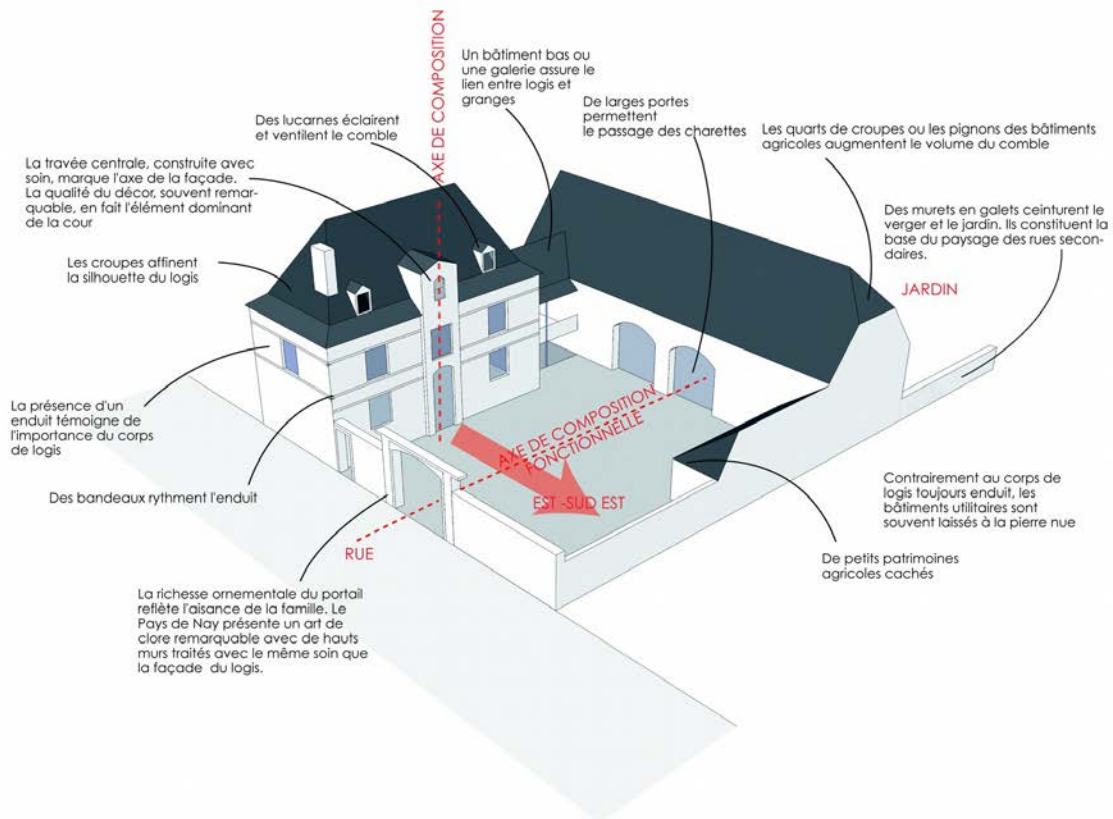 AXE DE COMPOSITION
Un bâtiment bas ou
une galerie assure le
lien entre logis et
granges
De larges portes
permettent
le passage des charettes
Des lucarnes éclairent
et ventilent le comble
Les quarts de croupes ou les pignons des bâtiments
agricoles augmentent le volume du comble
La travée centrale, construite avec
soin, marque l'axe de la façade.
La qualité du décor, souvent remar-
quable, en fait l'élément dominant
de la cour
Des murets en galets ceinturent le
verger et le jardin. Ils constituent la
base du paysage des rues secon-
daires.
Les croupes affinent
la silhouette du logis
JARDIN
La présence d'un
enduit témoigne de
l'importance du corps
de logis
AXE DE COMPOSITION
FONCTIONNELLE
Des bandeaux rythment l'enduit
EST -SUD EST
Contrairement au corps de
logis toujours enduit, les
bâtiments utilitaires sont
souvent laissés à la pierre nue
RUE
De petits patrimoines
agricoles cachés
La richesse ornementale du portail
reflète l'aisance de la famille. Le
Pays de Nay présente un art de
clore remarquable avec de hauts
murs traités avec le même soin que
la façade du logis.